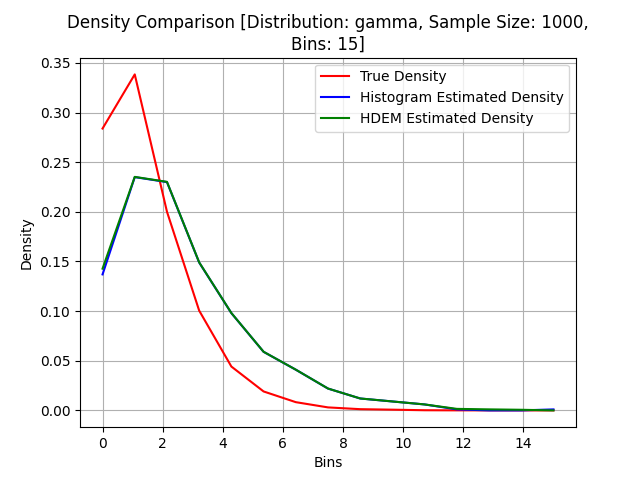 Density Comparison [Distribution: gamma, Sample Size: 1000,
Bins: 15]
True Density
Histogram Estimated Density
HDEM Estimated Density
Density
0.35
0.30
0.25
0.20
0.15
0.10
0.05
0.00
0 2 4 6 8 10 12 14
Bins